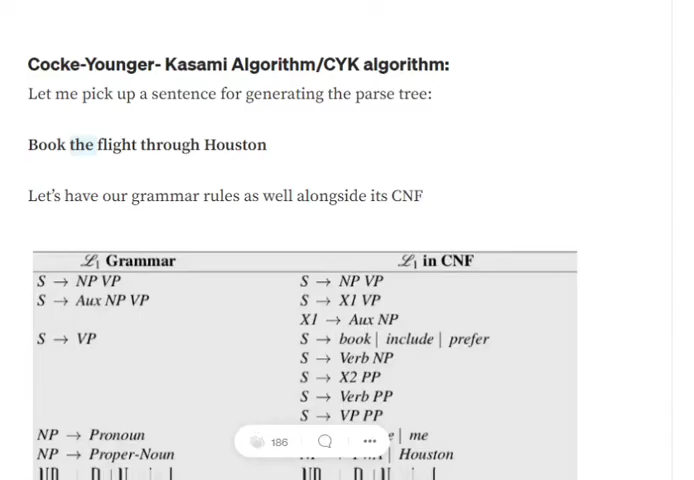 Cocke-Younger- Kasami Algorithm/CYK algorithm:
Let me pick up a sentence for generating the parse tree:
Book the flight through Houston
Let's have our grammar rules as well alongside its CNF
ℒ₁ Grammar ℒ₁ in CNF
S → NP VP S → NP VP
S → Aux NP VP S → X1 VP
X1 → Aux NP
S → VP S → book | include | prefer
S → Verb NP
S → X2 PP
S → Verb PP
S → VP PP
NP → Pronoun | me
NP → Proper-Noun | Houston
186